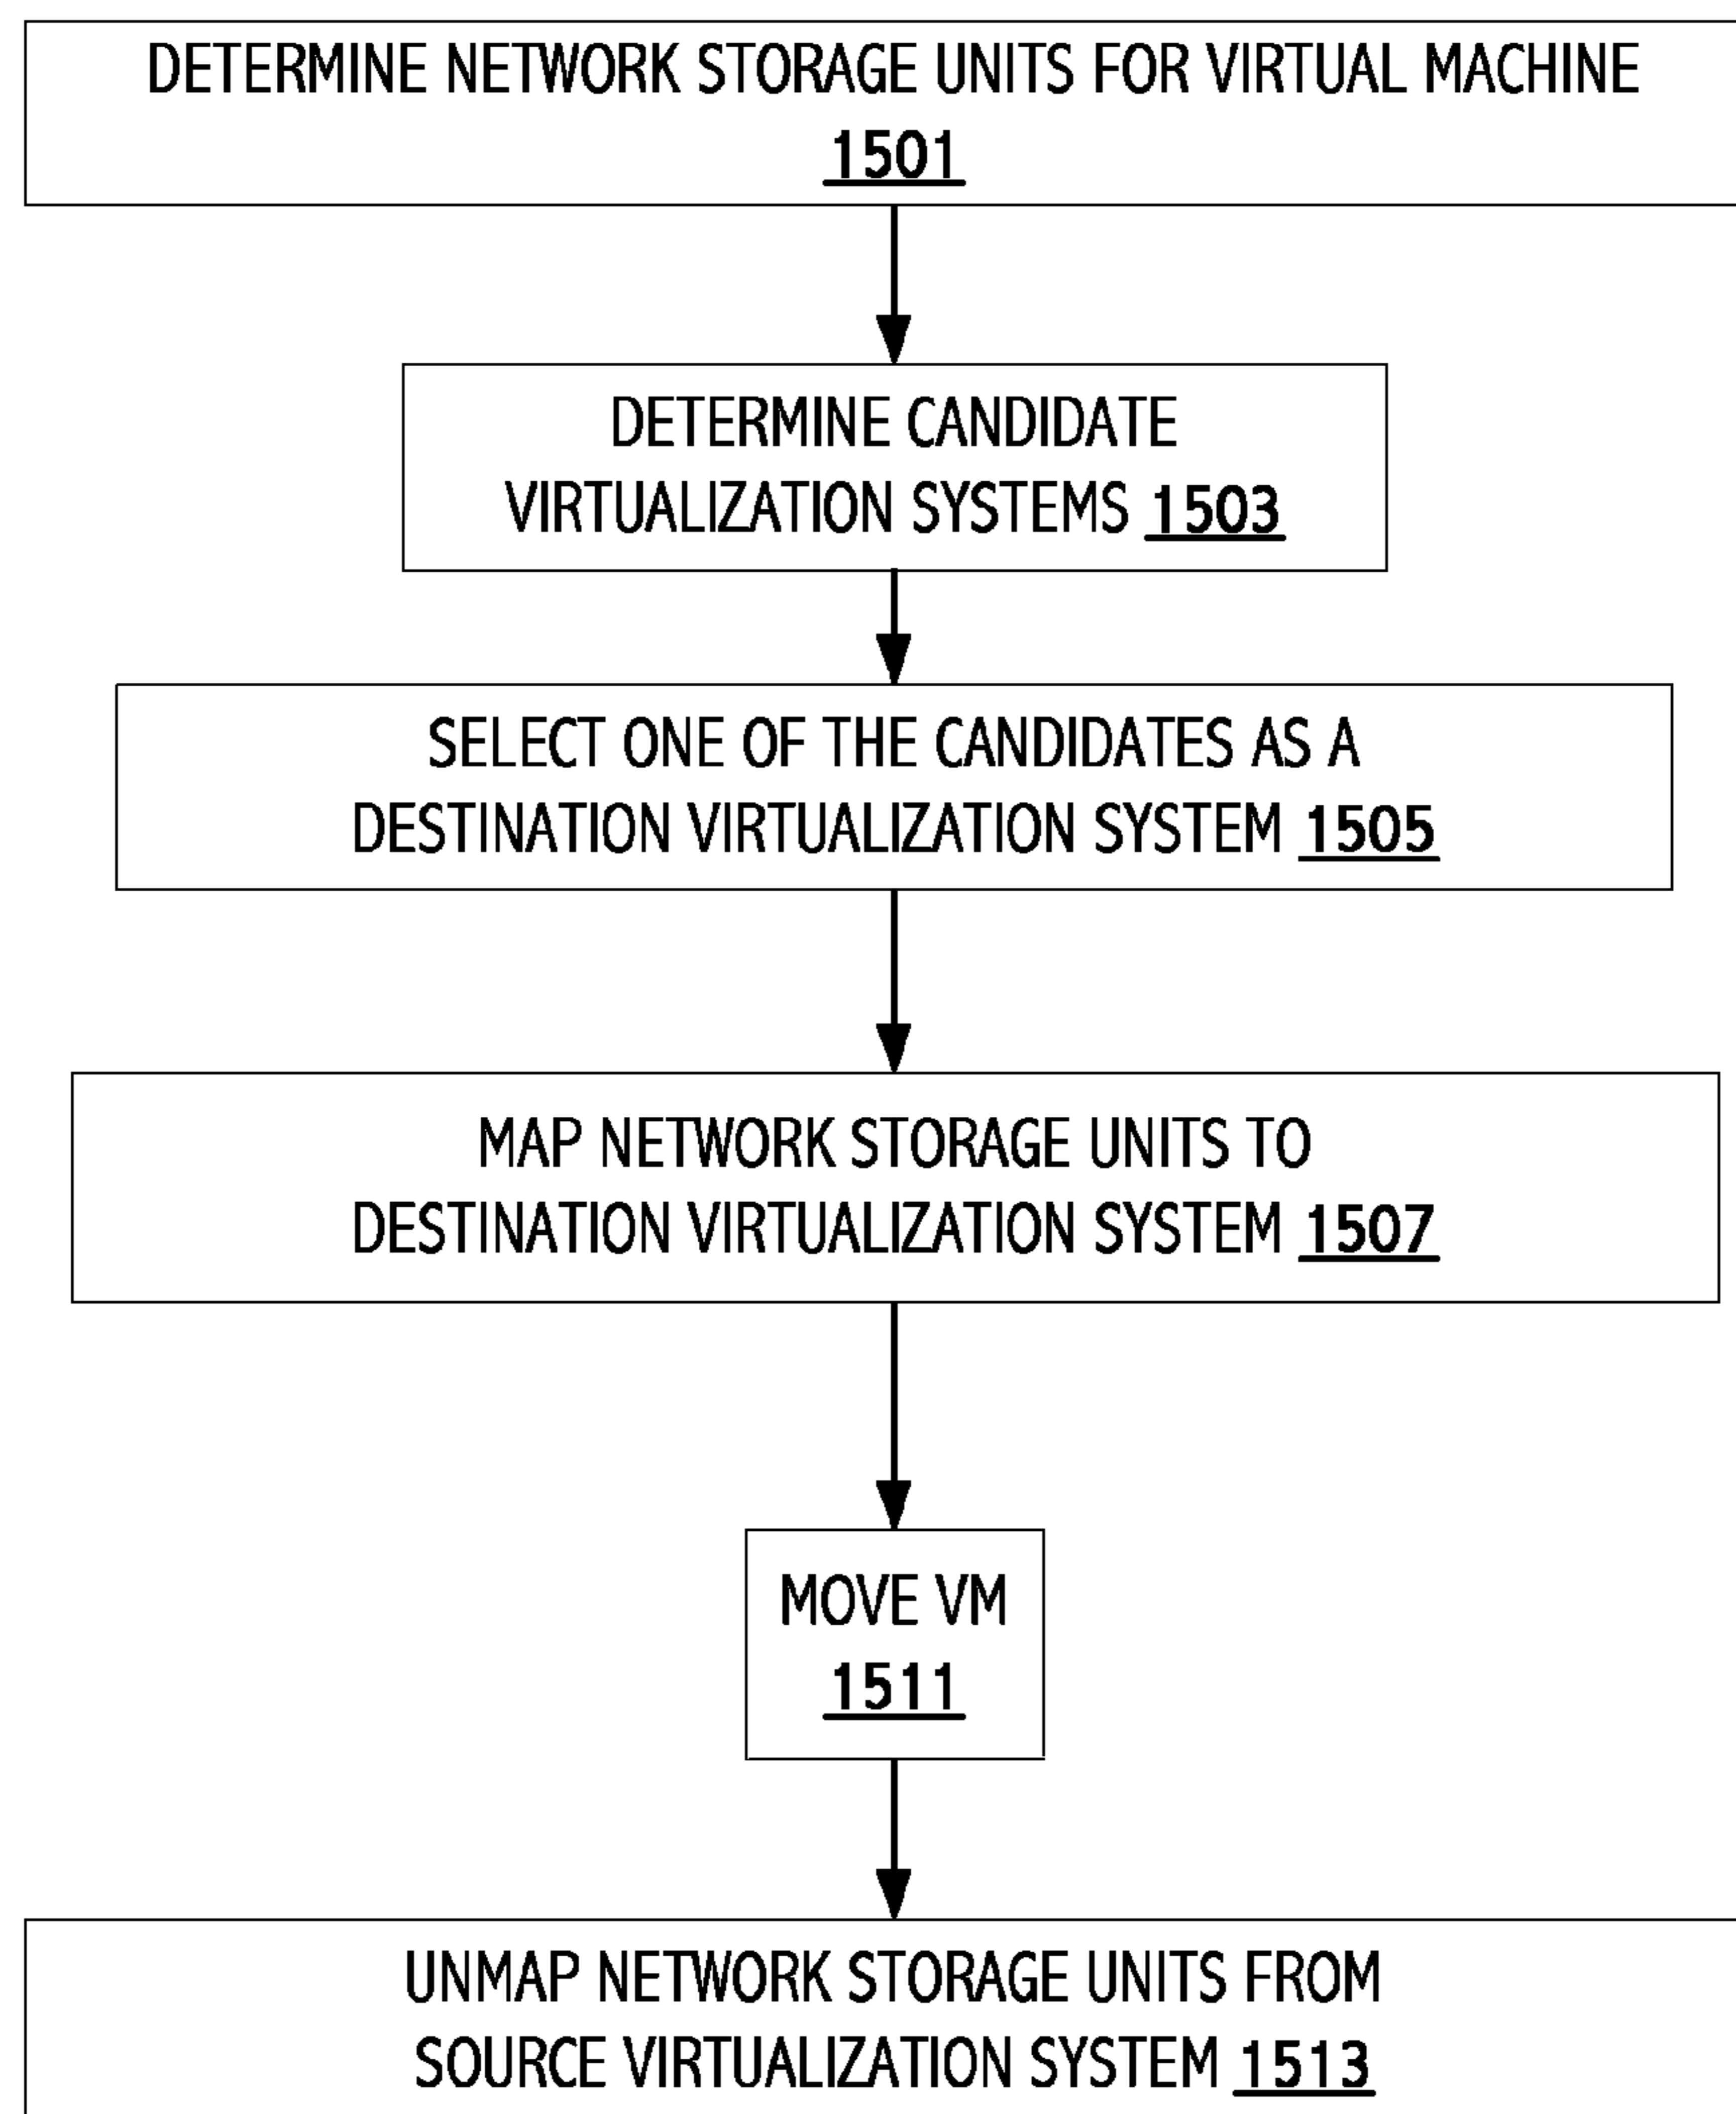 DETERMINE NETWORK STORAGE UNITS FOR VIRTUAL MACHINE
1501
DETERMINE CANDIDATE
VIRTUALIZATION SYSTEMS 1503
SELECT ONE OF THE CANDIDATES AS A
DESTINATION VIRTUALIZATION SYSTEM 1505
MAP NETWORK STORAGE UNITS TO
DESTINATION VIRTUALIZATION SYSTEM 1507
MOVE VM
1511
UNMAP NETWORK STORAGE UNITS FROM
SOURCE VIRTUALIZATION SYSTEM 1513